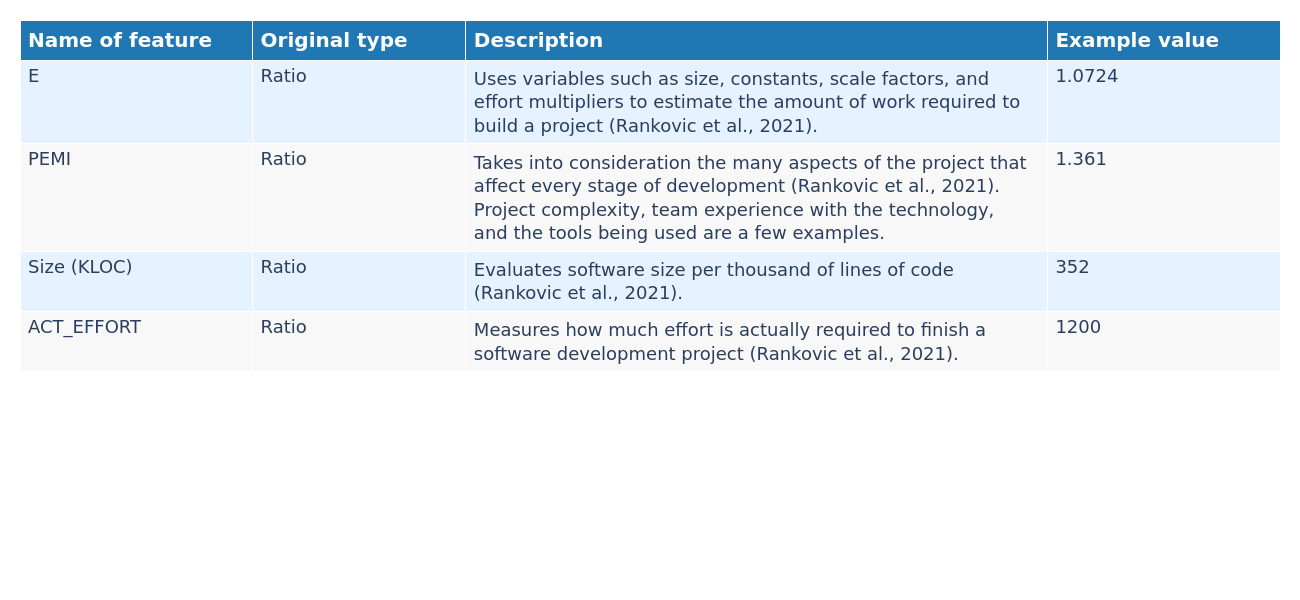 Name of feature Original type Description Example value
E Ratio Uses variables such as size, constants, scale factors, and 1.0724
effort multipliers to estimate the amount of work required to
build a project (Rankovic et al., 2021).
PEMI Ratio Takes into consideration the many aspects of the project that 1.361
affect every stage of development (Rankovic et al., 2021).
Project complexity, team experience with the technology,
and the tools being used are a few examples.
Size (KLOC) Ratio Evaluates software size per thousand of lines of code 352
(Rankovic et al., 2021).
ACT_EFFORT Ratio Measures how much effort is actually required to finish a 1200
software development project (Rankovic et al., 2021).